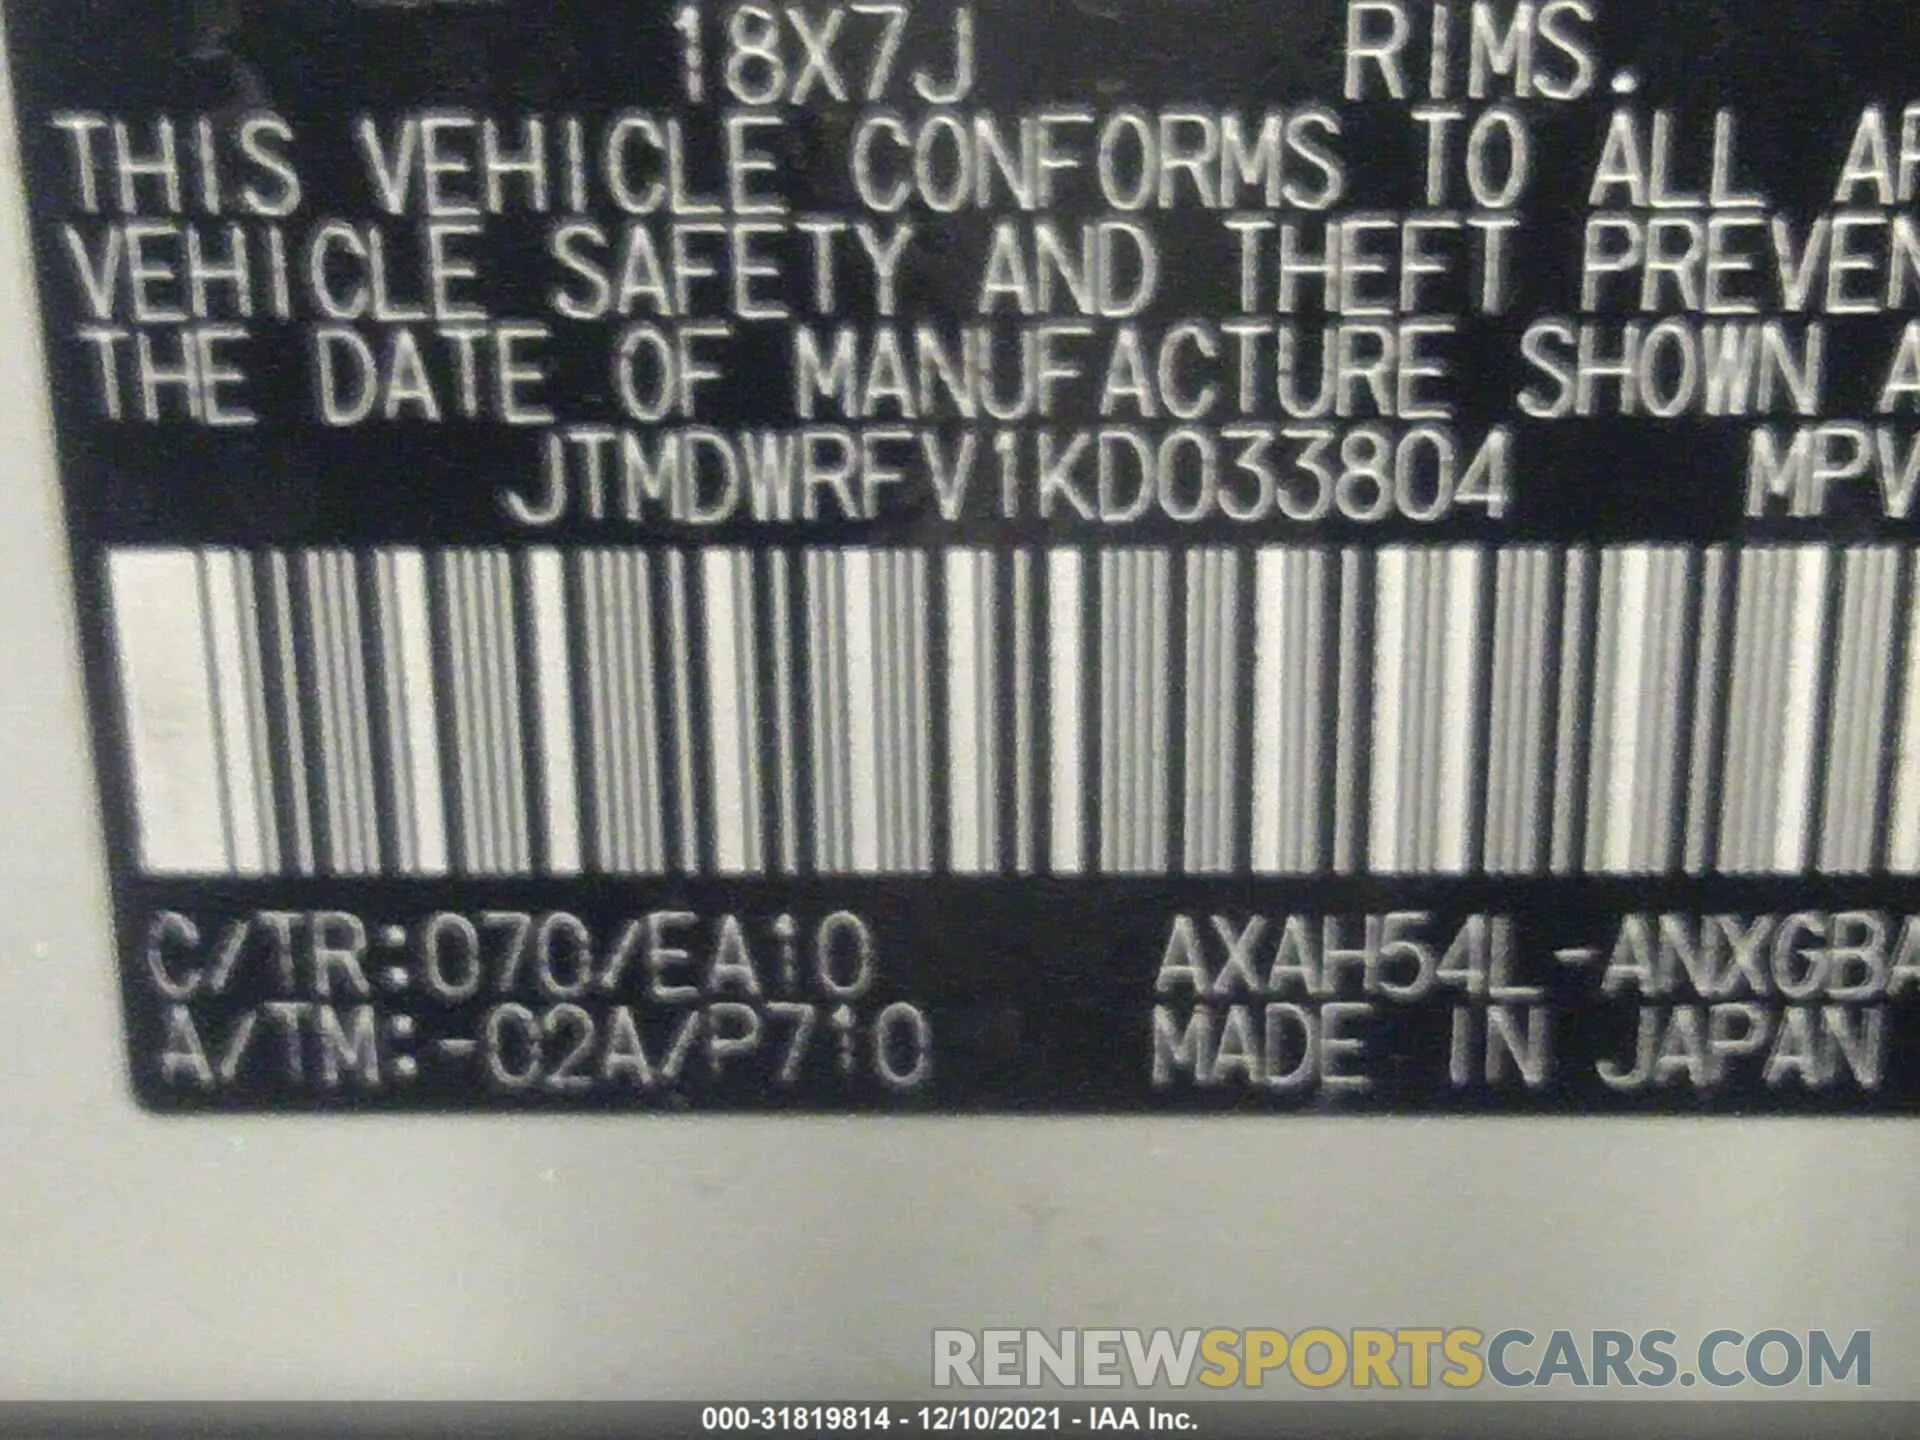 18X7J RIMS.
THIS VEHICLE CONFORMS TO ALL
VEHICLE SAFETY AND THEFT PREVEN
THE DATE OF MANUFACTURE SHOWN A
JTMDWRFV1KD033804 MPV
C/TR:070/EA10 AXAH54L-ANXGBA
A/TM:-02A/P710 MADE IN JAPAN
RENEWSPORTSCARS.COM
000-31819814 - 12/10/2021 - IAA Inc.